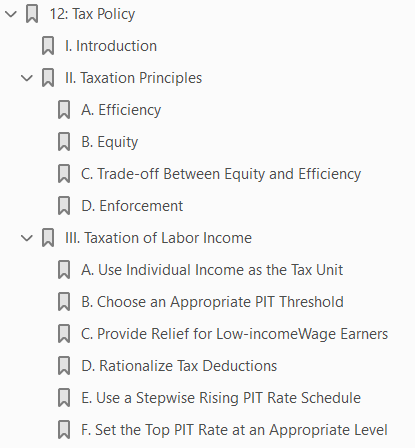 12: Tax Policy
I. Introduction
II. Taxation Principles
A. Efficiency
B. Equity
C. Trade-off Between Equity and Efficiency
D. Enforcement
III. Taxation of Labor Income
A. Use Individual Income as the Tax Unit
B. Choose an Appropriate PIT Threshold
C. Provide Relief for Low-incomeWage Earners
D. Rationalize Tax Deductions
E. Use a Stepwise Rising PIT Rate Schedule
F. Set the Top PIT Rate at an Appropriate Level